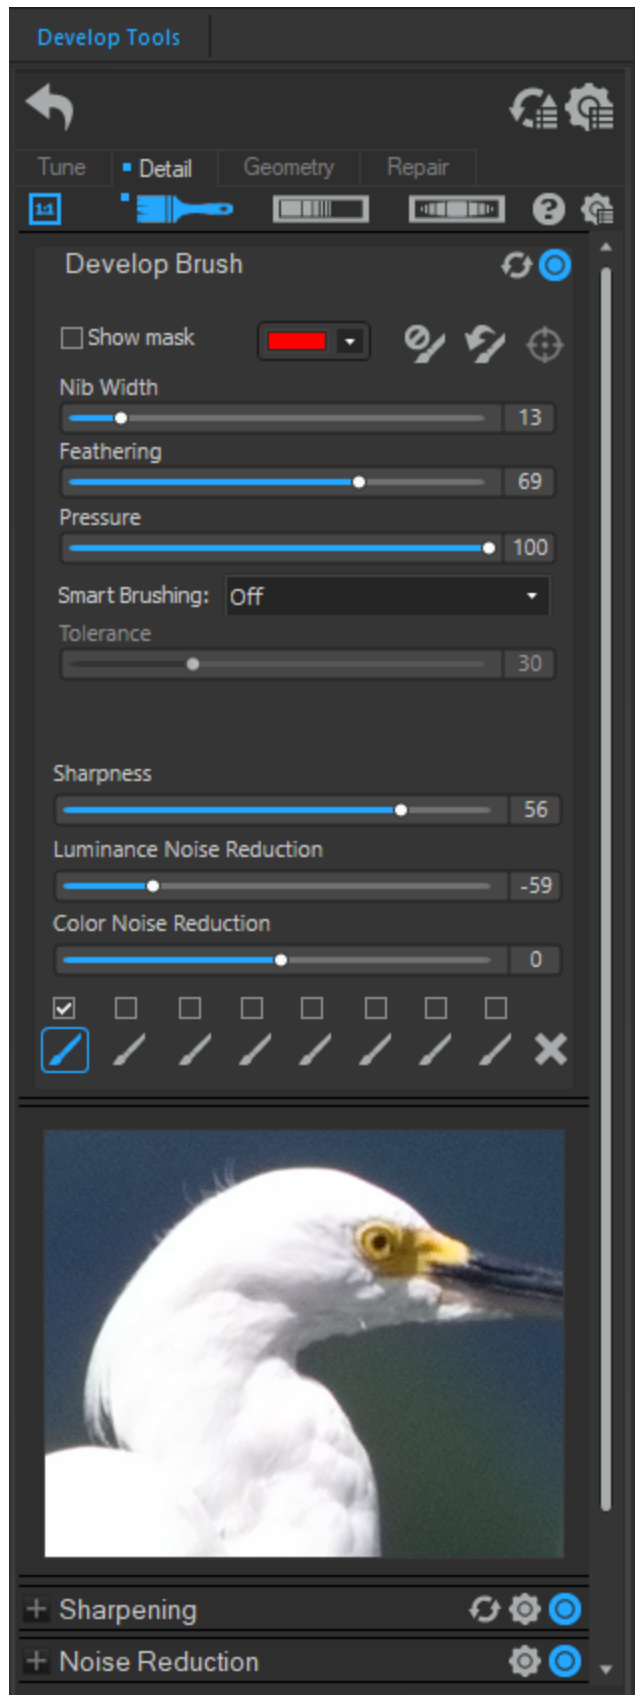 Develop Tools
Tune Detail Geometry Repair
1:1 ?
Develop Brush
Show mask
Nib Width
13
Feathering
69
Pressure
100
Smart Brushing: Off
Tolerance
30
Sharpness
56
Luminance Noise Reduction
-59
Color Noise Reduction
0
Sharpening
Noise Reduction